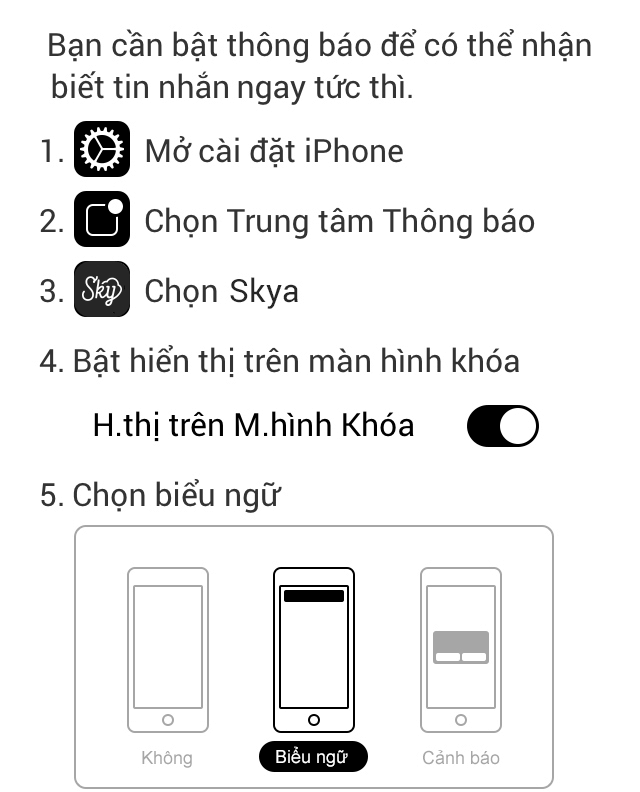 Bạn cần bật thông báo để có thể nhận
biết tin nhắn ngay tức thì.
1. Mở cài đặt iPhone
2. Chọn Trung tâm Thông báo
3. Sky Chọn Skya
4. Bật hiển thị trên màn hình khóa
H.thị trên M.hình Khóa
5. Chọn biểu ngữ
Không Biểu ngữ Cảnh báo